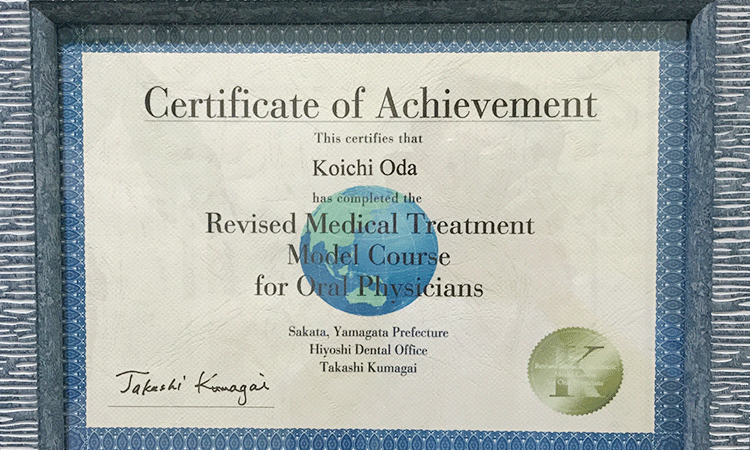 Certificate of Achievement
This certifies that
Koichi Oda
has completed the
Revised Medical Treatment
Model Course
for Oral Physicians
Sakata, Yamagata Prefecture
Hiyoshi Dental Office
Takashi Kumagai
Takashi Kumagai
K